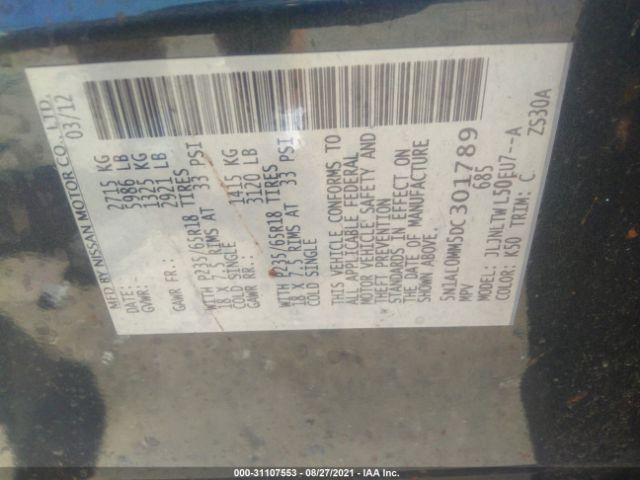 MFD BY NISSAN MOTOR CO., LTD.
DATE: 03/12
GVWR: 2715 KG
5986 LB
GAWR FR.: 1325 KG
2921 LB
WITH P235/65R18 TIRES
18 X 7.5 RIMS AT 33 PSI
COLD SINGLE
GAWR RR.: 1415 KG
3120 LB
WITH P235/65R18 TIRES
18 X 7.5 RIMS AT 33 PSI
COLD SINGLE
THIS VEHICLE CONFORMS TO
ALL APPLICABLE FEDERAL
MOTOR VEHICLE SAFETY AND
THEFT PREVENTION
STANDARDS IN EFFECT ON
THE DATE OF MANUFACTURE
SHOWN ABOVE.
5N1AL0MM5DC301789
MPV 685
MODEL: JLJNLTWL50EU7--A
COLOR: K50 TRIM: C
ZS30A
000-31107553 - 08/27/2021 - IAA Inc.